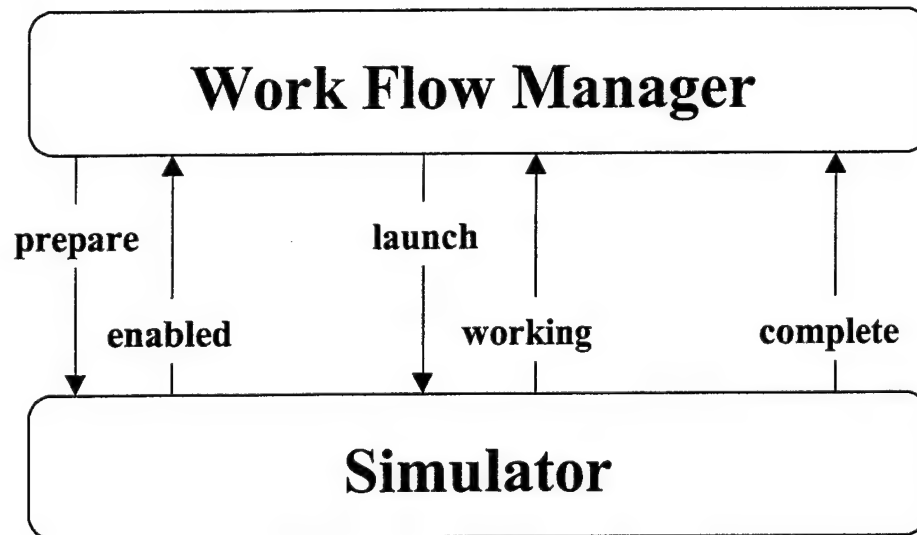 Work Flow Manager
prepare
launch
enabled
working
complete
Simulator